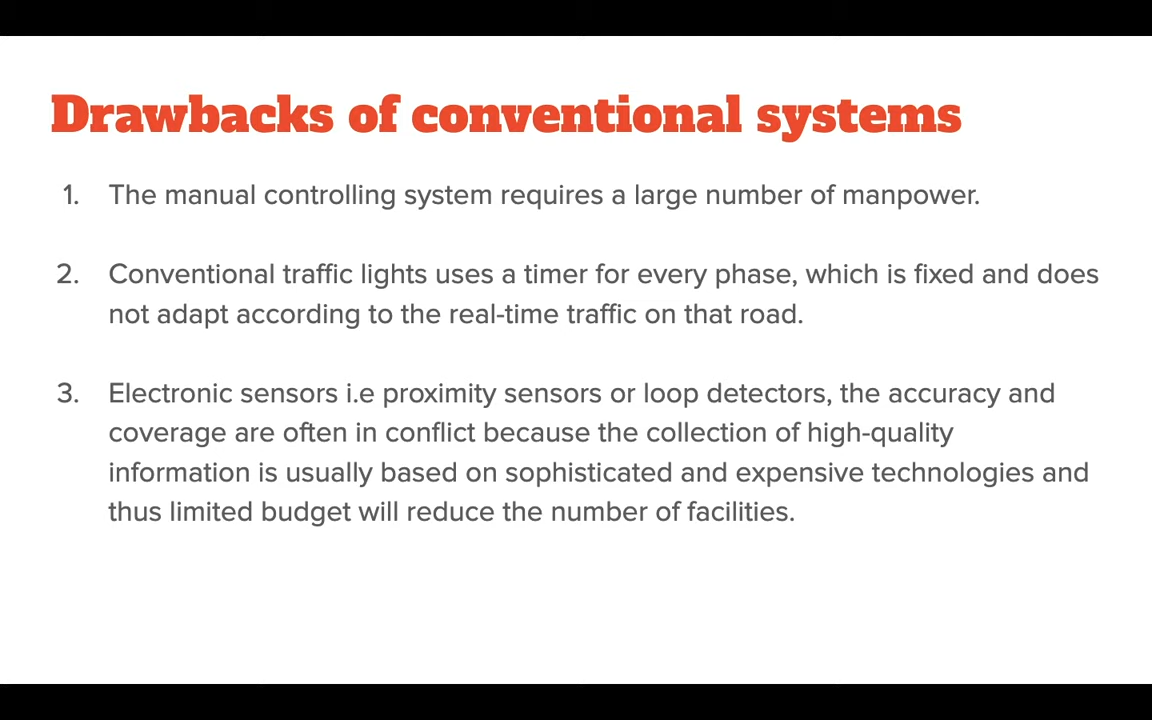 Drawbacks of conventional systems
1. The manual controlling system requires a large number of manpower.
2. Conventional traffic lights uses a timer for every phase, which is fixed and does
not adapt according to the real-time traffic on that road.
3. Electronic sensors i.e proximity sensors or loop detectors, the accuracy and
coverage are often in conflict because the collection of high-quality
information is usually based on sophisticated and expensive technologies and
thus limited budget will reduce the number of facilities.